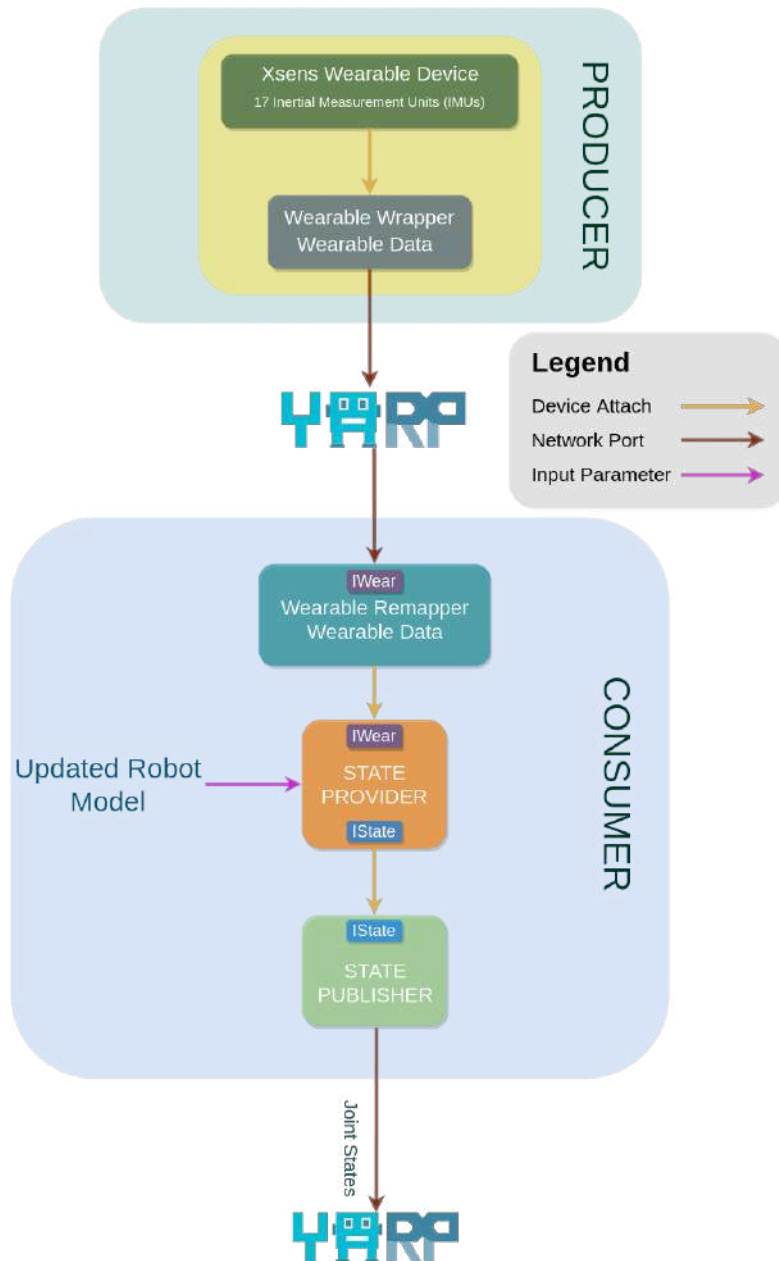 Xsens Wearable Device
17 Inertial Measurement Units (IMUs)
PRODUCER
Wearable Wrapper
Wearable Data
YARP
Legend
Device Attach
Network Port
Input Parameter
IWear
Wearable Remapper
Wearable Data
CONSUMER
IWear
STATE
PROVIDER
IState
Updated Robot
Model
IState
STATE
PUBLISHER
Joint States
YARP